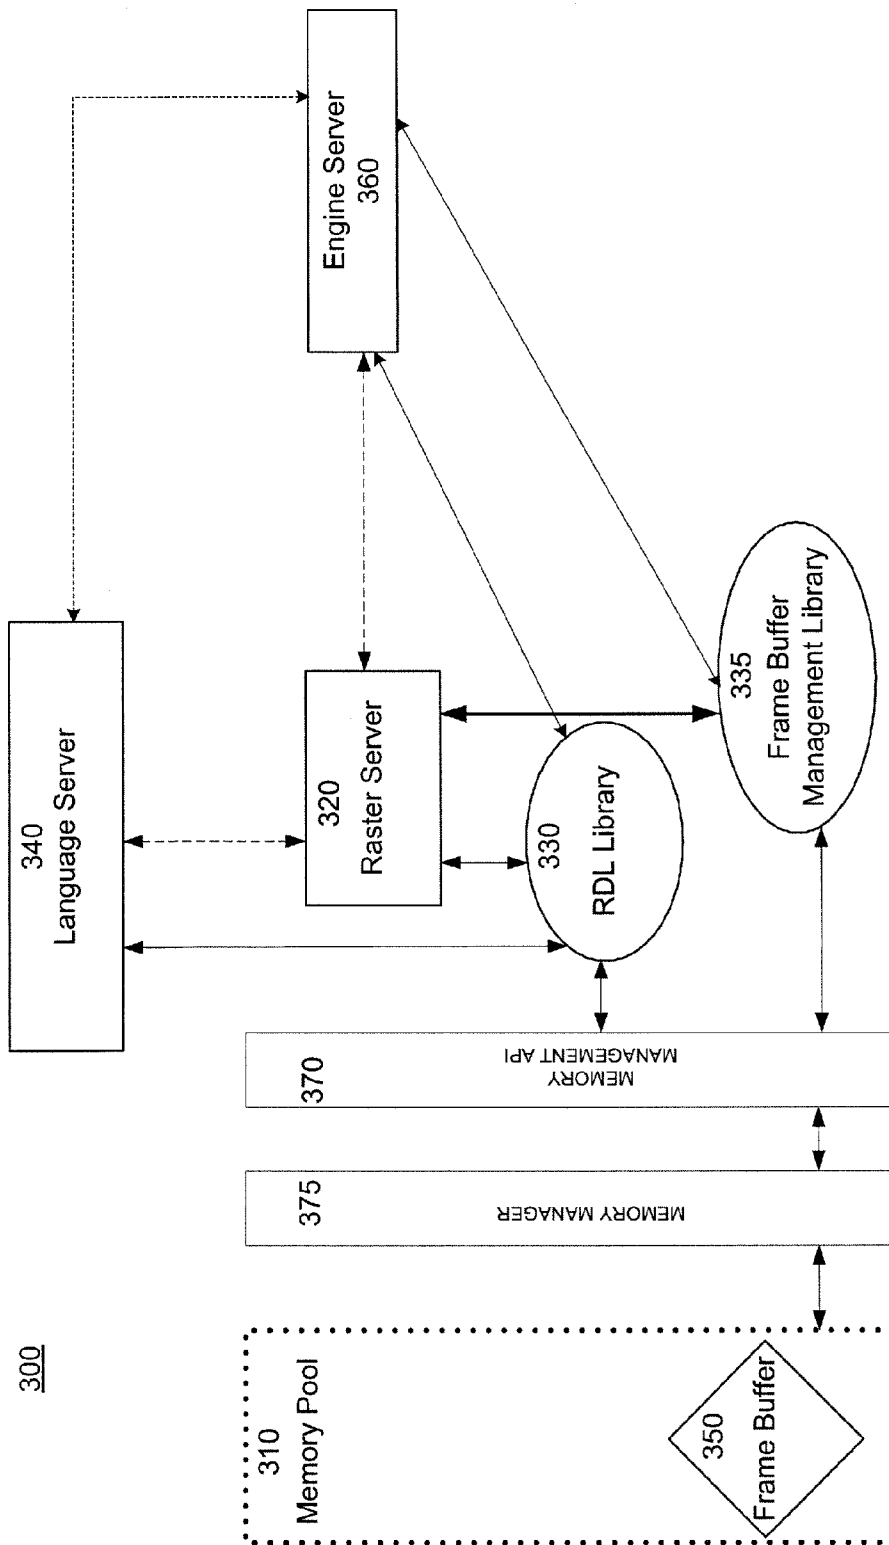 300
340
Language Server
Engine Server
360
320
Raster Server
330
RDL Library
335
Frame Buffer
Management Library
370
MEMORY
MANAGEMENT API
375
MEMORY MANAGER
310
Memory Pool
350
Frame Buffer